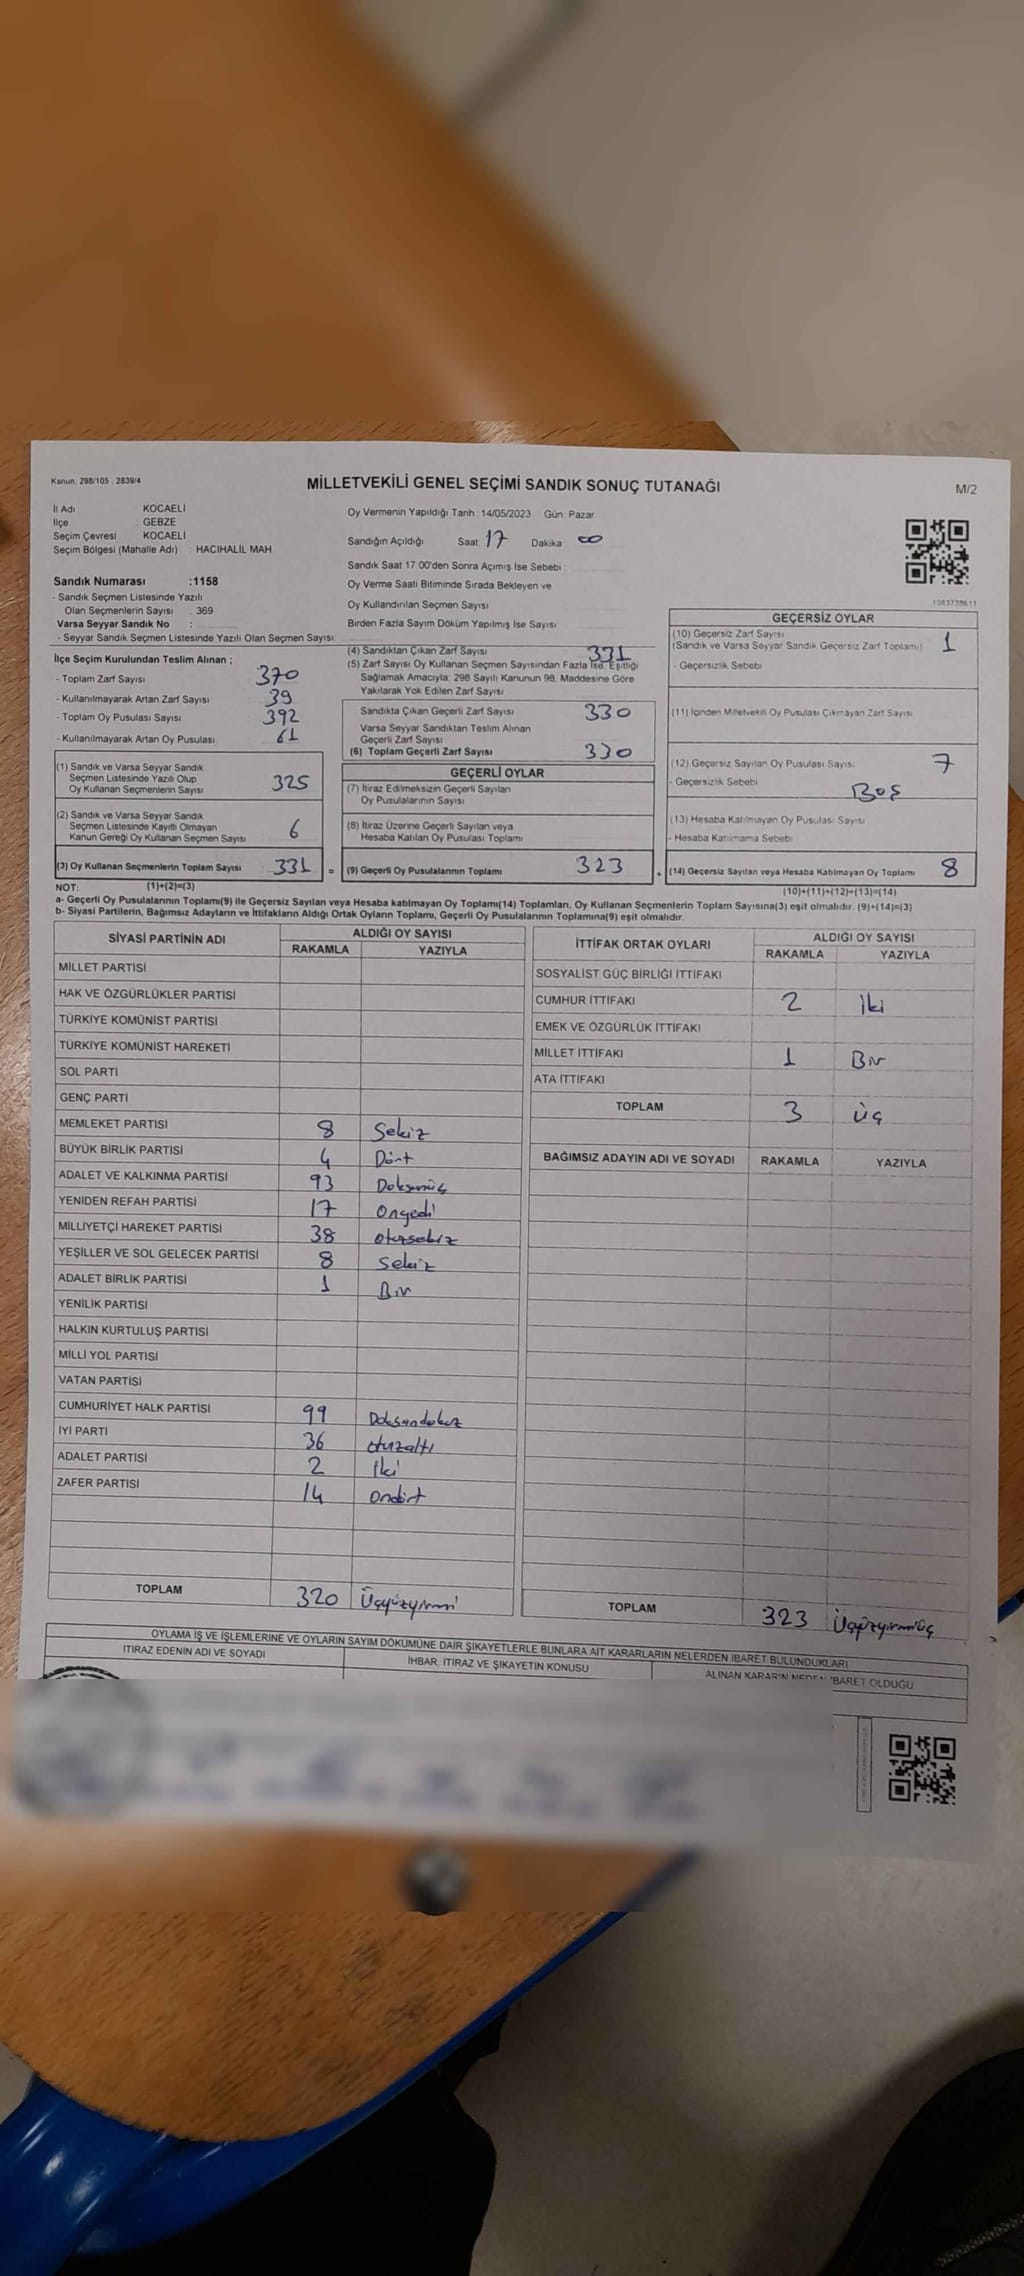 Kanun, 298/105 , 2839/4
MİLLETVEKİLİ GENEL SEÇİMİ SANDIK SONUÇ TUTANAĞI
M/2
İl Adı KOCAELİ
İlçe GEBZE
Seçim Çevresi : KOCAELİ
Seçim Bölgesi (Mahalle Adı) HACIHALİL MAH
Sandık Numarası :1158
- Sandık Seçmen Listesinde Yazılı
Olan Seçmenlerin Sayısı : 369
Varsa Seyyar Sandık No :
- Seyyar Sandık Seçmen Listesinde Yazılı Olan Seçmen Sayısı:
Oy Vermenin Yapıldığı Tarih :14/05/2023 Gün: Pazar
Sandığın Açıldığı Saat: 17 Dakika 00
Sandık Saat 17:00'den Sonra Açımış İse Sebebi :
Oy Verme Saati Bitiminde Sırada Bekleyen ve
Oy Kullandırılan Seçmen Sayısı
Birden Fazla Sayım Döküm Yapılmış İse Sayısı
1083739611
İlçe Seçim Kurulundan Teslim Alınan ;
- Toplam Zarf Sayısı 370
- Kullanılmayarak Artan Zarf Sayısı 39
- Toplam Oy Pusulası Sayısı 392
- Kullanılmayarak Artan Oy Pusulası 61
(1) Sandık ve Varsa Seyyar Sandık
Seçmen Listesinde Yazılı Olup
Oy Kullanan Seçmenlerin Sayısı 325
(2) Sandık ve Varsa Seyyar Sandık
Seçmen Listesinde Kayıtlı Olmayan
Kanun Gereği Oy Kullanan Seçmen Sayısı 6
(3) Oy Kullanan Seçmenlerin Toplam Sayısı 331 =
(1)+(2)=(3)
(4) Sandıktan Çıkan Zarf Sayısı 331
(5) Zarf Sayısı Oy Kullanan Seçmen Sayısından Fazla İse, Eşitliği
Sağlamak Amacıyla, 298 Sayılı Kanunun 98. Maddesine Göre
Yakılarak Yok Edilen Zarf Sayısı
Sandıkta Çıkan Geçerli Zarf Sayısı 330
Varsa Seyyar Sandıktan Teslim Alınan
Geçerli Zarf Sayısı
(6) Toplam Geçerli Zarf Sayısı 330
GEÇERLİ OYLAR
(7) İtiraz Edilmeksizin Geçerli Sayılan
Oy Pusulalarının Sayısı
(8) İtiraz Üzerine Geçerli Sayılan veya
Hesaba Katılan Oy Pusulası Toplamı
(9) Geçerli Oy Pusulalarının Toplamı 323 +
GEÇERSİZ OYLAR
(10) Geçersiz Zarf Sayısı 1
(Sandık ve Varsa Seyyar Sandık Geçersiz Zarf Toplamı)
- Geçersizlik Sebebi
(11) İçinden Milletvekili Oy Pusulası Çıkmayan Zarf Sayısı
(12) Geçersiz Sayılan Oy Pusulası Sayısı 7
- Geçersizlik Sebebi Boş
(13) Hesaba Katılmayan Oy Pusulası Sayısı
- Hesaba Katılmama Sebebi
(14) Geçersiz Sayılan veya Hesaba Katılmayan Oy Toplamı 8
(10)+(11)+(12)+(13)=(14)
NOT:
a- Geçerli Oy Pusulalarının Toplamı(9) ile Geçersiz Sayılan veya Hesaba katılmayan Oy Toplamı(14) Toplamları, Oy Kullanan Seçmenlerin Toplam Sayısına(3) eşit olmalıdır. (9)+(14)=(3)
b- Siyasi Partilerin, Bağımsız Adayların ve İttifakların Aldığı Ortak Oyların Toplamı, Geçerli Oy Pusulalarının Toplamına(9) eşit olmalıdır.
SİYASİ PARTİNİN ADI ALDIĞI OY SAYISI
RAKAMLA YAZIYLA
MİLLET PARTİSİ
HAK VE ÖZGÜRLÜKLER PARTİSİ
TÜRKİYE KOMÜNİST PARTİSİ
TÜRKİYE KOMÜNİST HAREKETİ
SOL PARTİ
GENÇ PARTİ
MEMLEKET PARTİSİ 8 Sekiz
BÜYÜK BİRLİK PARTİSİ 4 Dört
ADALET VE KALKINMA PARTİSİ 93 Doksanüç
YENİDEN REFAH PARTİSİ 17 Onyedi
MİLLİYETÇİ HAREKET PARTİSİ 38 otuzsekiz
YEŞİLLER VE SOL GELECEK PARTİSİ 8 Sekiz
ADALET BİRLİK PARTİSİ 1 Bir
YENİLİK PARTİSİ
HALKIN KURTULUŞ PARTİSİ
MİLLİ YOL PARTİSİ
VATAN PARTİSİ
CUMHURİYET HALK PARTİSİ 99 Doksandokuz
İYİ PARTİ 36 otuzaltı
ADALET PARTİSİ 2 İki
ZAFER PARTİSİ 14 ondört
TOPLAM 320 Üçyüzyirmi
İTTİFAK ORTAK OYLARI ALDIĞI OY SAYISI
RAKAMLA YAZIYLA
SOSYALİST GÜÇ BİRLİĞİ İTTİFAKI
CUMHUR İTTİFAKI 2 İki
EMEK VE ÖZGÜRLÜK İTTİFAKI
MİLLET İTTİFAKI 1 Bir
ATA İTTİFAKI
TOPLAM 3 Üç
BAĞIMSIZ ADAYIN ADI VE SOYADI RAKAMLA YAZIYLA
TOPLAM 323 Üçyüzyirmiüç
OYLAMA İŞ VE İŞLEMLERİNE VE OYLARIN SAYIM DÖKÜMÜNE DAİR ŞİKAYETLERLE BUNLARA AİT KARARLARIN NELERDEN İBARET BULUNDUKLARI
İTİRAZ EDENİN ADI VE SOYADI İHBAR, İTİRAZ VE ŞİKAYETİN KONUSU ALINAN KARARIN NEDEN İBARET OLDUĞU